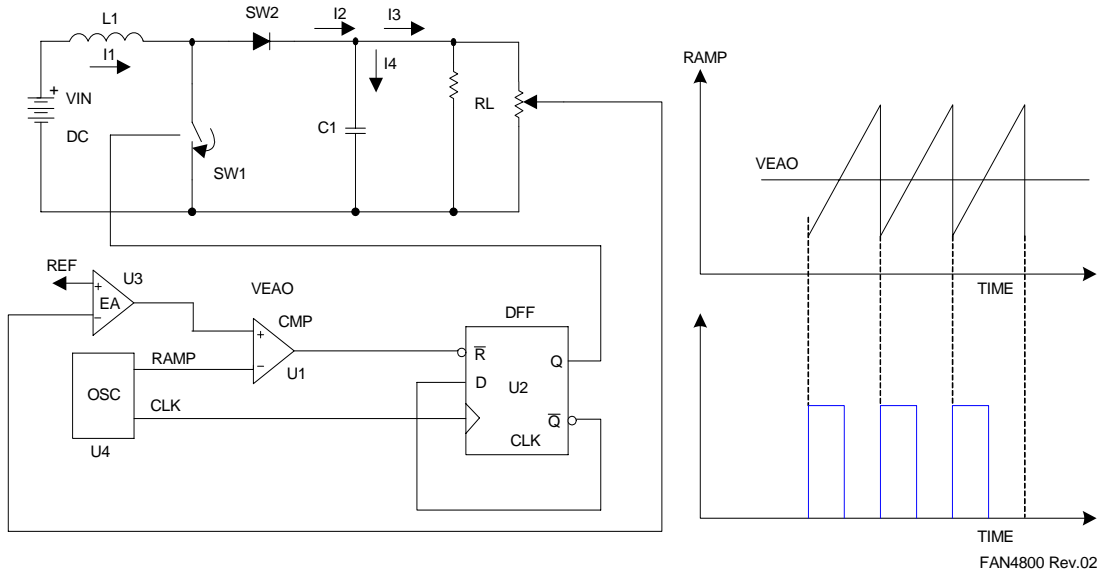 SW2
L1
I2
I3
I1
I4
+
VIN
DC
SW1
C1
RL
RAMP
VEAO
TIME
REF
U3
+
EA
−
VEAO
CMP
+
−
U1
RAMP
OSC
CLK
U4
DFF
R
Q
D
U2
Q
CLK
TIME
FAN4800 Rev.02